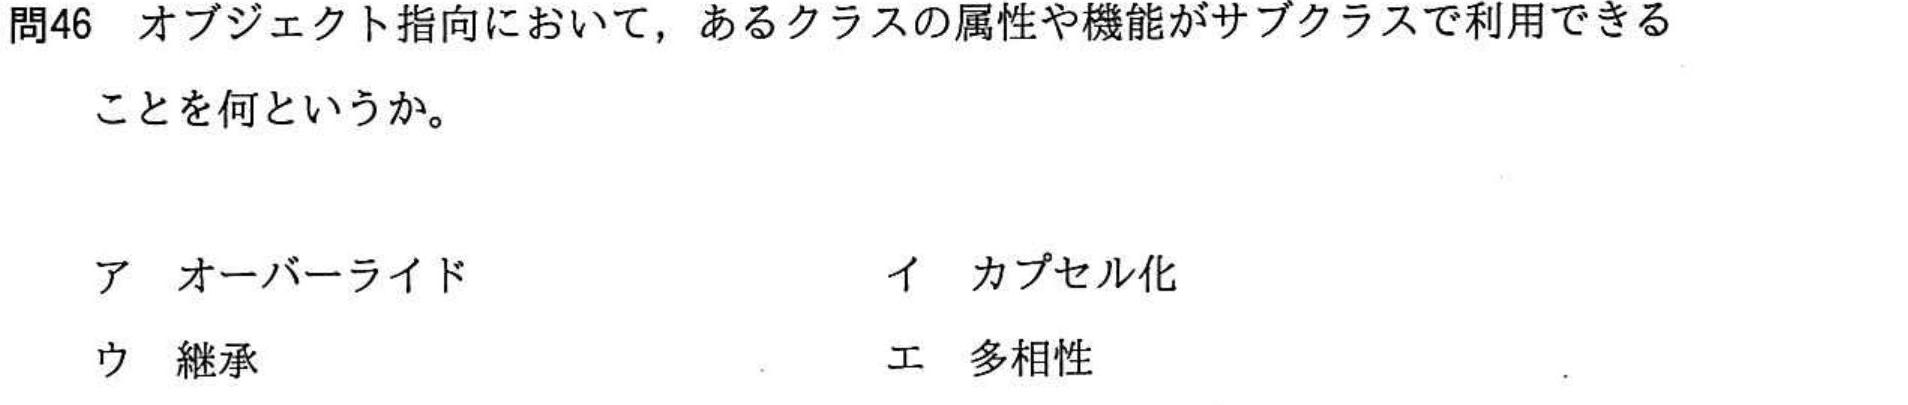 問46　オブジェクト指向において，あるクラスの属性や機能がサブクラスで利用できる
ことを何というか。
ア　オーバーライド　イ　カプセル化
ウ　継承　エ　多相性